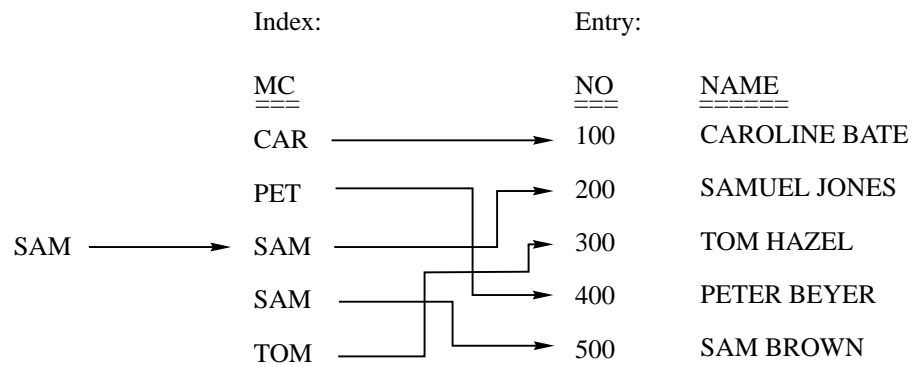 Index: Entry:
MC NO NAME
=== === ======
CAR 100 CAROLINE BATE
PET 200 SAMUEL JONES
SAM SAM 300 TOM HAZEL
SAM 400 PETER BEYER
TOM 500 SAM BROWN